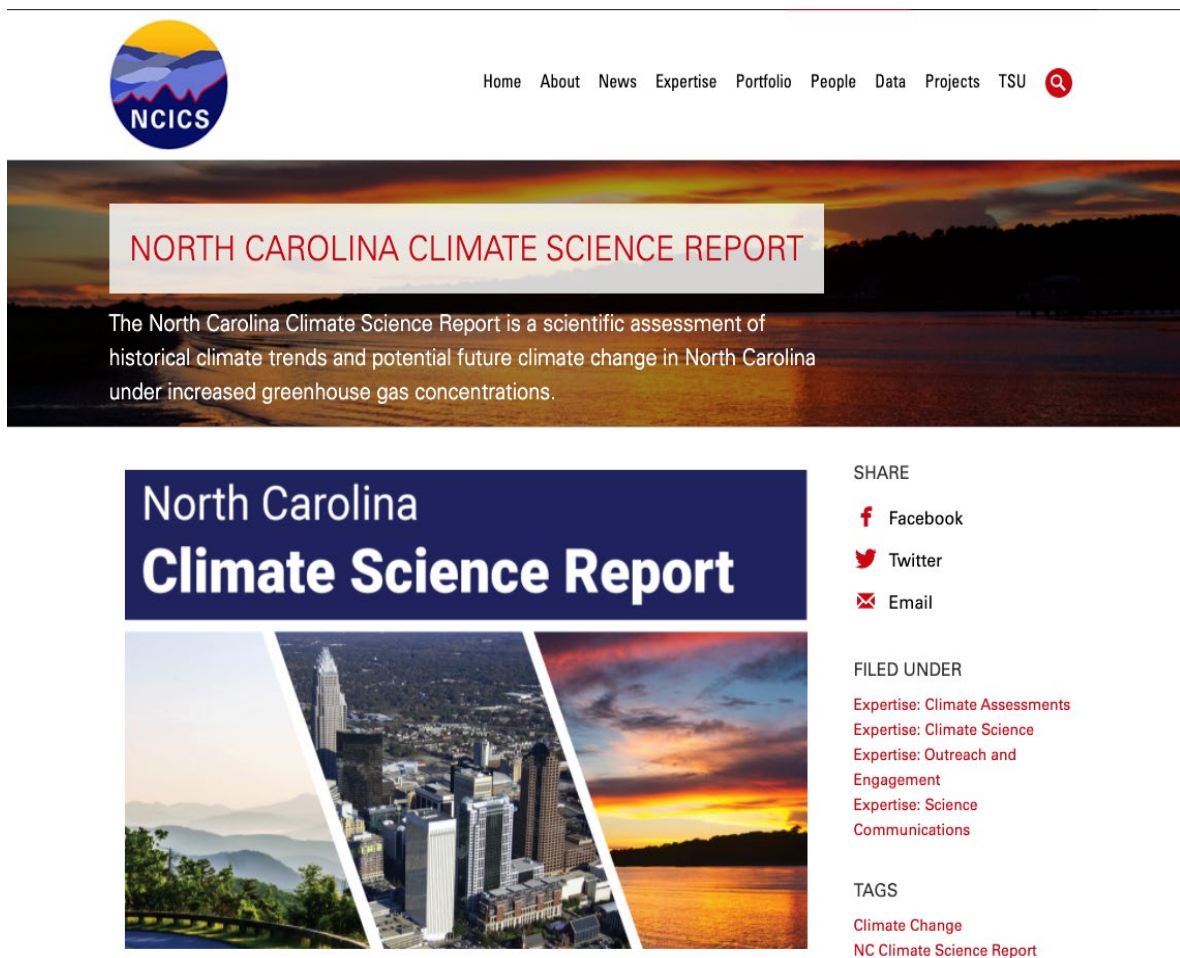 NCICS
Home About News Expertise Portfolio People Data Projects TSU
NORTH CAROLINA CLIMATE SCIENCE REPORT
The North Carolina Climate Science Report is a scientific assessment of
historical climate trends and potential future climate change in North Carolina
under increased greenhouse gas concentrations.
North Carolina
Climate Science Report
SHARE
Facebook
Twitter
Email
FILED UNDER
Expertise: Climate Assessments
Expertise: Climate Science
Expertise: Outreach and
Engagement
Expertise: Science
Communications
TAGS
Climate Change
NC Climate Science Report